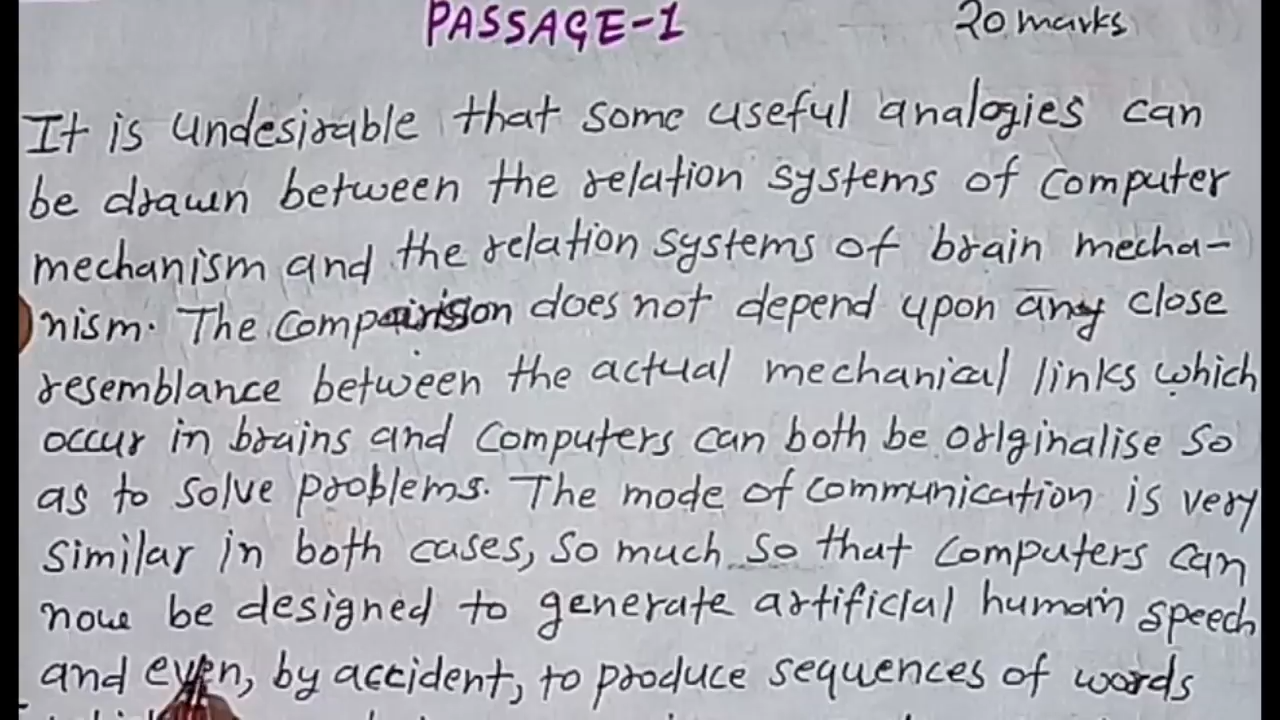 PASSAGE-1
20 marks
It is undesirable that some useful analogies can
be drawn between the relation systems of computer
mechanism and the relation systems of brain mecha-
nism. The compairison does not depend upon any close
resemblance between the actual mechanical links which
occur in brains and computers can both be originalise so
as to solve problems. The mode of communication is very
similar in both cases, so much so that computers can
now be designed to generate artificial human speech
and even, by accident, to produce sequences of words